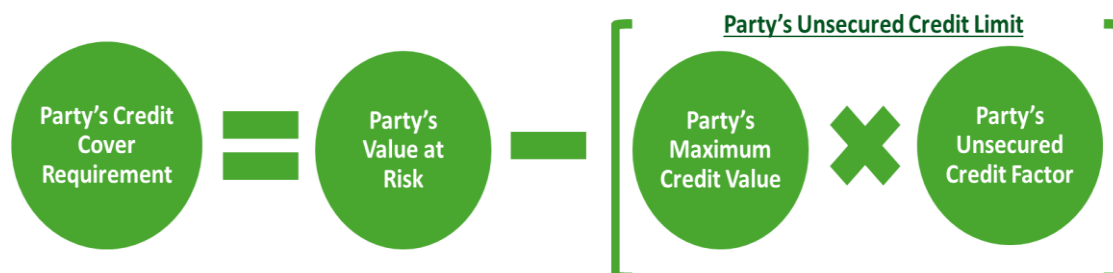 Party's Unsecured Credit Limit
Party's Credit
Cover
Requirement
Party's
Value at
Risk
Party's
Maximum
Credit Value
Party's
Unsecured
Credit Factor